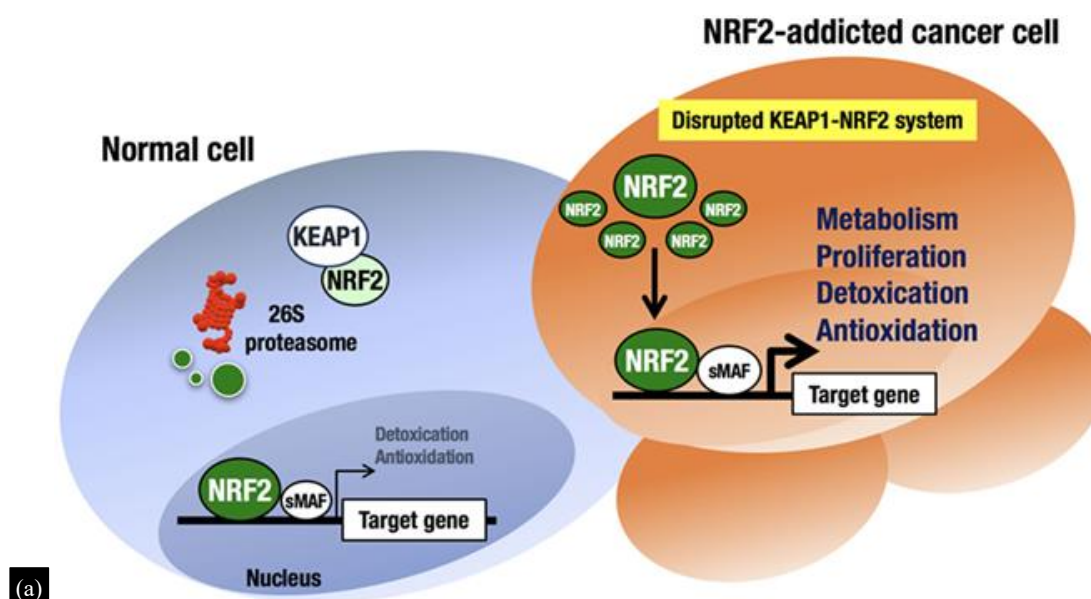 NRF2-addicted cancer cell
Disrupted KEAP1-NRF2 system
Normal cell
NRF2
NRF2
NRF2
NRF2
NRF2
KEAP1
NRF2
Metabolism
Proliferation
Detoxication
Antioxidation
26S
proteasome
NRF2
sMAF
Target gene
Detoxication
Antioxidation
NRF2
sMAF
Target gene
Nucleus
(a)